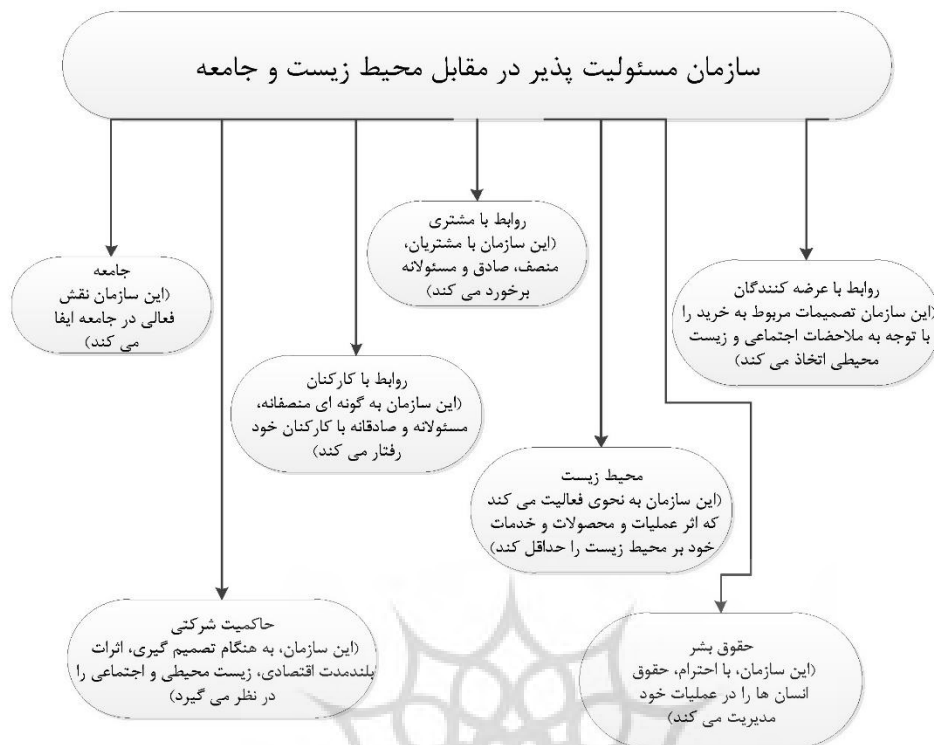 سازمان مسئولیت پذیر در مقابل محیط زیست و جامعه
روابط با مشتری
(این سازمان با مشتریان،
منصف، صادق و مسئولانه
برخورد می کند)
جامعه
(این سازمان نقش
فعالی در جامعه ایفا
می کند)
روابط با عرضه کنندگان
(این سازمان تصمیمات مربوط به خرید را
با توجه به ملاحضات اجتماعی و زیست
محیطی اتخاذ می کند)
روابط با کارکنان
(این سازمان به گونه ای منصفانه،
مسئولانه و صادقانه با کارکنان خود
رفتار می کند)
محیط زیست
(این سازمان به نحوی فعالیت می کند
که اثر عملیات و محصولات و خدمات
خود بر محیط زیست را حداقل کند)
حاکمیت شرکتی
(این سازمان، به هنگام تصمیم گیری، اثرات
بلندمدت اقتصادی، زیست محیطی و اجتماعی را
در نظر می گیرد)
حقوق بشر
(این سازمان، با احترام، حقوق
انسان ها را در عملیات خود
مدیریت می کند)